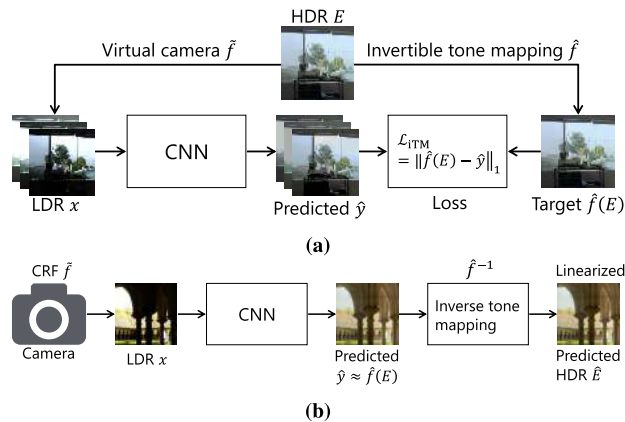 HDR E
Virtual camera f̃
Invertible tone mapping f̂
CNN
ℒ_iTM
= ‖f̂(E) − ŷ‖₁
LDR x
Predicted ŷ
Loss
Target f̂(E)
(a)
CRF f̃
f̂⁻¹
Linearized
CNN
Inverse tone
mapping
Camera
LDR x
Predicted
ŷ ≈ f̂(E)
Predicted
HDR Ê
(b)